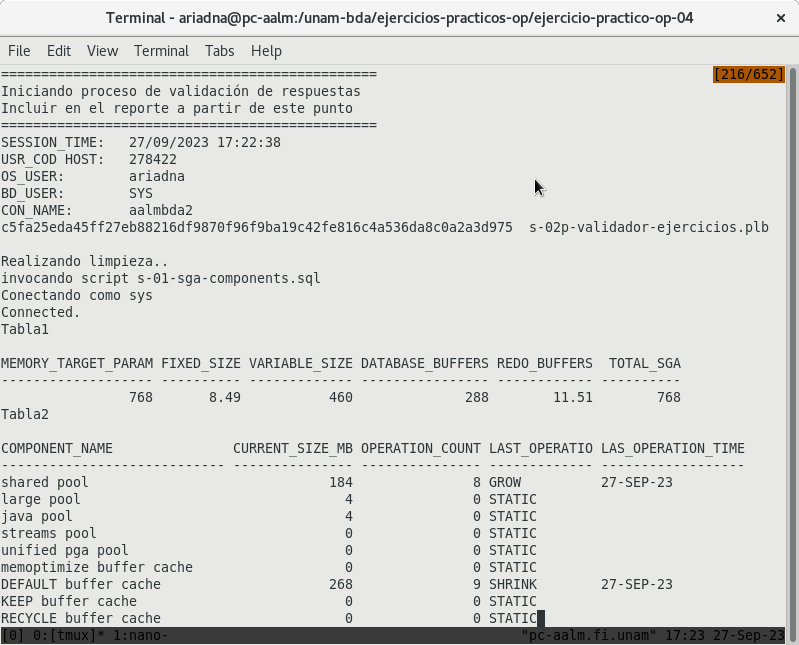 Terminal - ariadna@pc-aalm:/unam-bda/ejercicios-practicos-op/ejercicio-practico-op-04
File Edit View Terminal Tabs Help
=============================================== [216/652]
Iniciando proceso de validación de respuestas
Incluir en el reporte a partir de este punto
===============================================
SESSION_TIME:   27/09/2023 17:22:38
USR_COD HOST:   278422
OS_USER:        ariadna
BD_USER:        SYS
CON_NAME:       aalmbda2
c5fa25eda45ff27eb88216df9870f96f9ba19c42fe816c4a536da8c0a2a3d975  s-02p-validador-ejercicios.plb
Realizando limpieza..
invocando script s-01-sga-components.sql
Conectando como sys
Connected.
Tabla1
MEMORY_TARGET_PARAM FIXED_SIZE VARIABLE_SIZE DATABASE_BUFFERS REDO_BUFFERS  TOTAL_SGA
------------------- ---------- ------------- ---------------- ------------ ----------
                768       8.49           460              288        11.51        768
Tabla2
COMPONENT_NAME               CURRENT_SIZE_MB OPERATION_COUNT LAST_OPERATIO LAS_OPERATION_TIME
---------------------------- --------------- --------------- ------------- ------------------
shared pool                              184               8 GROW          27-SEP-23
large pool                                 4               0 STATIC
java pool                                  4               0 STATIC
streams pool                               0               0 STATIC
unified pga pool                           0               0 STATIC
memoptimize buffer cache                   0               0 STATIC
DEFAULT buffer cache                     268               9 SHRINK        27-SEP-23
KEEP buffer cache                          0               0 STATIC
RECYCLE buffer cache                       0               0 STATIC
[0] 0:[tmux]* 1:nano- "pc-aalm.fi.unam" 17:23 27-Sep-23